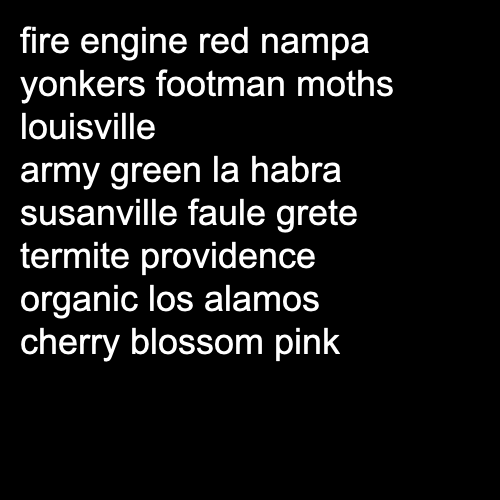 fire engine red nampa
yonkers footman moths
louisville
army green la habra
susanville faule grete
termite providence
organic los alamos
cherry blossom pink